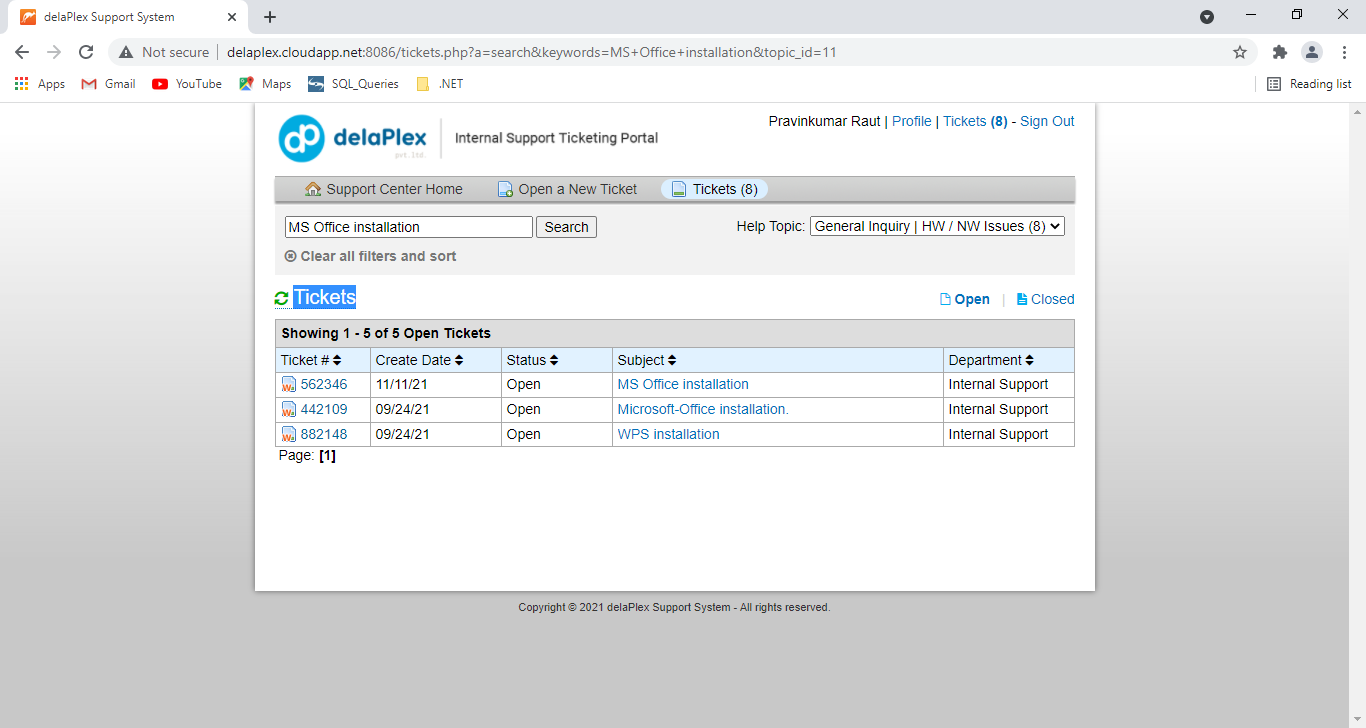 delaPlex Support System
Not secure delaplex.cloudapp.net:8086/tickets.php?a=search&keywords=MS+Office+installation&topic_id=11
Apps Gmail YouTube Maps SQL_Queries .NET Reading list
dp delaPlex pvt.ltd. Internal Support Ticketing Portal
Pravinkumar Raut | Profile | Tickets (8) - Sign Out
Support Center Home Open a New Ticket Tickets (8)
MS Office installation Search Help Topic: General Inquiry | HW / NW Issues (8)
Clear all filters and sort
Tickets Open | Closed
Showing 1 - 5 of 5 Open Tickets
Ticket # Create Date Status Subject Department
562346 11/11/21 Open MS Office installation Internal Support
442109 09/24/21 Open Microsoft-Office installation. Internal Support
882148 09/24/21 Open WPS installation Internal Support
Page: [1]
Copyright © 2021 delaPlex Support System - All rights reserved.